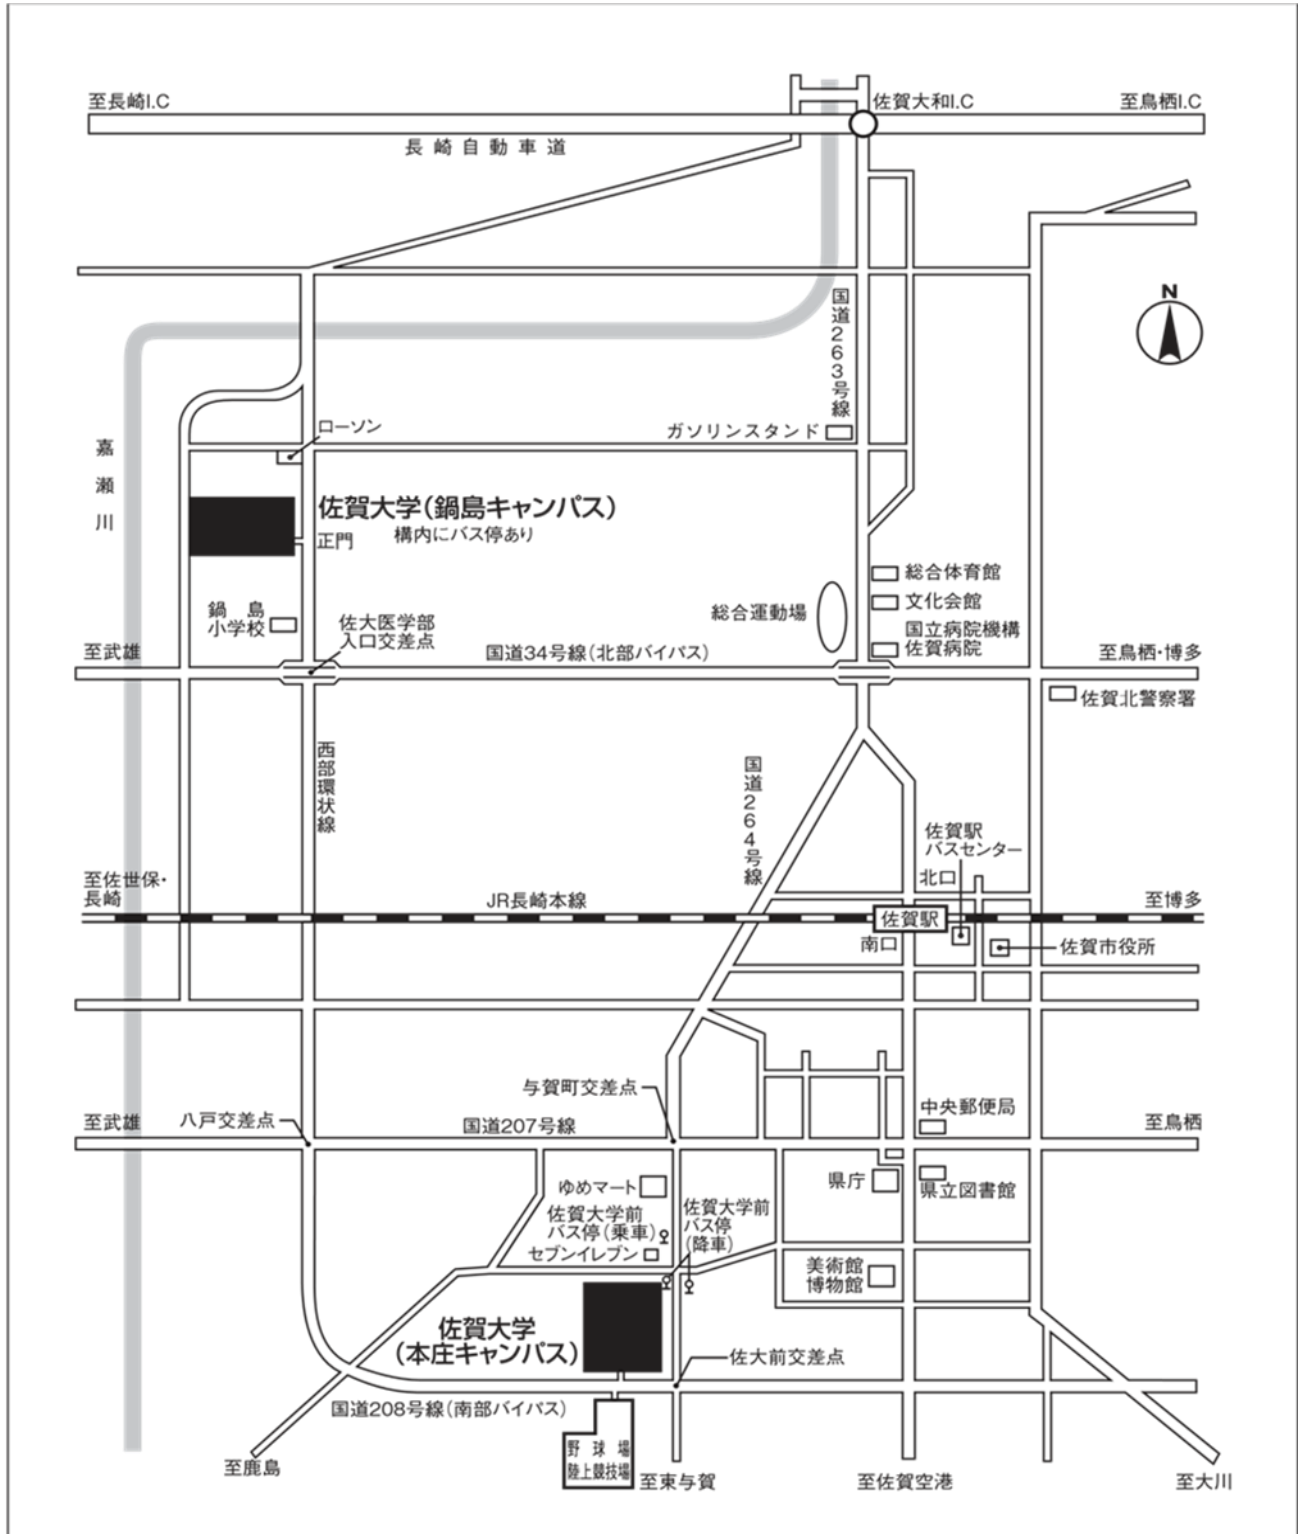 至長崎I.C
佐賀大和I.C
至鳥栖I.C
長崎自動車道
N
国道263号線
ローソン
ガソリンスタンド
嘉瀬川
佐賀大学(鍋島キャンパス)
正門
構内にバス停あり
総合体育館
文化会館
総合運動場
国立病院機構
佐賀病院
鍋島
小学校
佐大医学部
入口交差点
至武雄
国道34号線(北部バイパス)
至鳥栖・博多
佐賀北警察署
西部環状線
国道264号線
佐賀駅
バスセンター
北口
至佐世保・
長崎
JR長崎本線
至博多
佐賀駅
南口
佐賀市役所
与賀町交差点
至武雄
八戸交差点
国道207号線
中央郵便局
至鳥栖
県庁
県立図書館
ゆめマート
佐賀大学前
バス停(乗車)
セブンイレブン
佐賀大学前
バス停
(降車)
美術館
博物館
佐賀大学
(本庄キャンパス)
佐大前交差点
国道208号線(南部バイパス)
野球場
陸上競技場
至鹿島
至東与賀
至佐賀空港
至大川